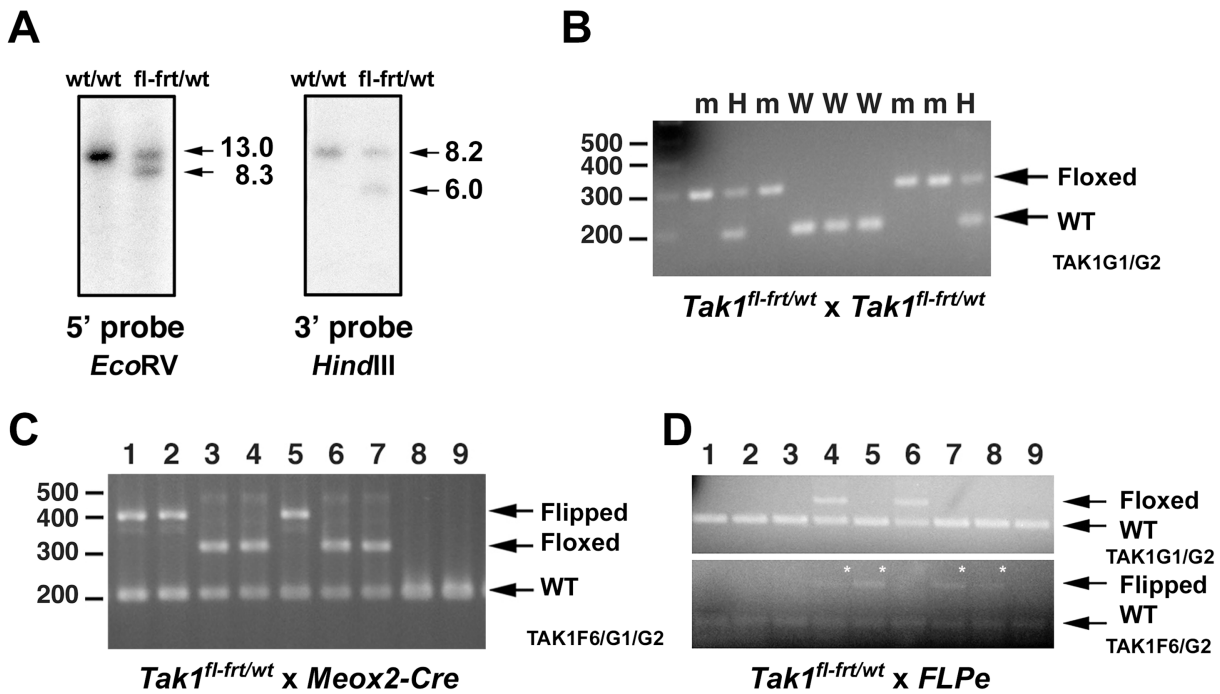 A
wt/wt fl-frt/wt
13.0
8.3
5’ probe
EcoRV
wt/wt fl-frt/wt
8.2
6.0
3’ probe
HindIII
B
m H m W W W m m H
500
400
300
200
Floxed
WT
TAK1G1/G2
Tak1fl-frt/wt x Tak1fl-frt/wt
C
1 2 3 4 5 6 7 8 9
500
400
300
200
Flipped
Floxed
WT
TAK1F6/G1/G2
Tak1fl-frt/wt x Meox2-Cre
D
1 2 3 4 5 6 7 8 9
Floxed
WT
TAK1G1/G2
* * * *
Flipped
WT
TAK1F6/G2
Tak1fl-frt/wt x FLPe